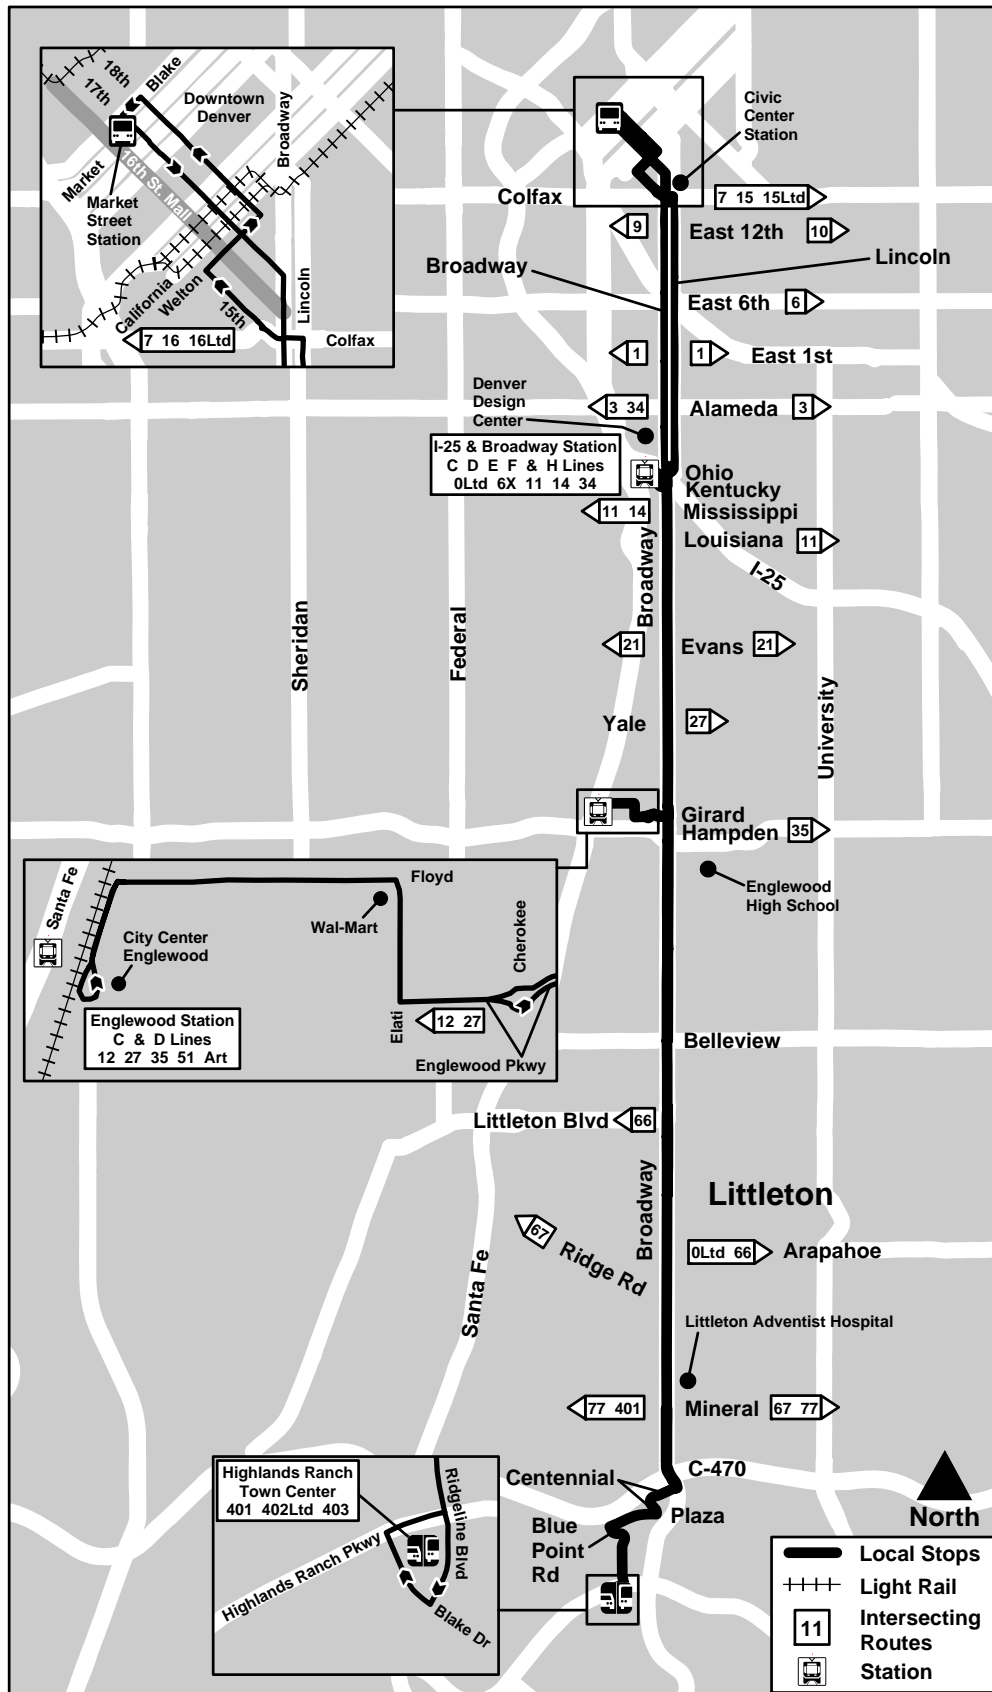 18th
17th
Blake
Downtown
Denver
Broadway
Market
16th St. Mall
Market
Street
Station
California
Welton
15th
Lincoln
7 16 16Ltd
Colfax
Civic
Center
Station
Colfax
7 15 15Ltd
9
East 12th
10
Broadway
Lincoln
East 6th
6
1
1
East 1st
Denver
Design
Center
3 34
Alameda
3
I-25 & Broadway Station
C D E F & H Lines
0Ltd 6X 11 14 34
Ohio
Kentucky
11 14
Mississippi
Louisiana
11
Broadway
I-25
Sheridan
Federal
21
Evans
21
University
Yale
27
Girard
Hampden
35
Englewood
High School
Santa Fe
Floyd
Wal-Mart
City Center
Englewood
Cherokee
Englewood Station
C & D Lines
12 27 35 51 Art
Elati
12 27
Englewood Pkwy
Belleview
Littleton Blvd
66
Broadway
Littleton
67
Ridge Rd
0Ltd 66
Arapahoe
Santa Fe
Littleton Adventist Hospital
77 401
Mineral
67 77
Highlands Ranch
Town Center
401 402Ltd 403
Ridgeline Blvd
Highlands Ranch Pkwy
Blake Dr
Centennial
C-470
Plaza
Blue
Point
Rd
North
Local Stops
Light Rail
11
Intersecting
Routes
Station